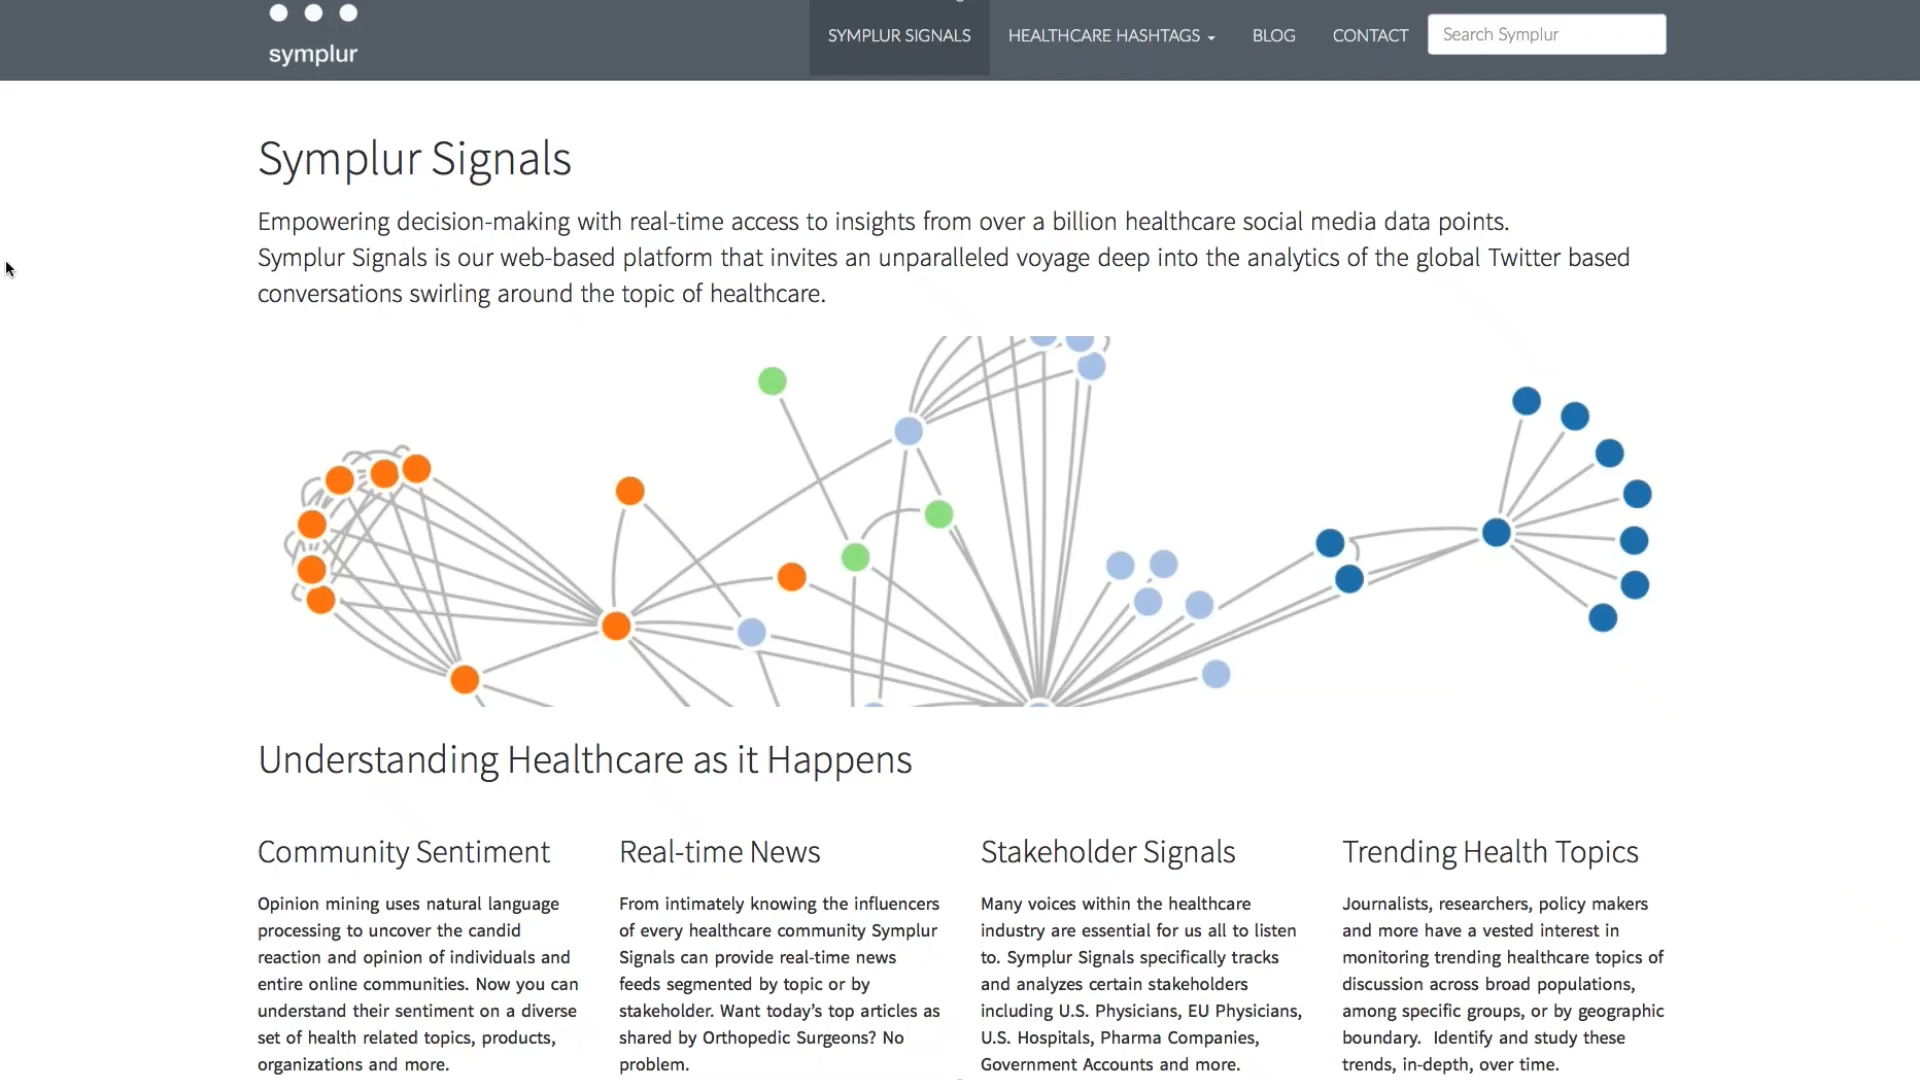 symplur
SYMPLUR SIGNALS
HEALTHCARE HASHTAGS
BLOG
CONTACT
Search Symplur
Symplur Signals
Empowering decision-making with real-time access to insights from over a billion healthcare social media data points.
Symplur Signals is our web-based platform that invites an unparalleled voyage deep into the analytics of the global Twitter based
conversations swirling around the topic of healthcare.
Understanding Healthcare as it Happens
Community Sentiment
Opinion mining uses natural language
processing to uncover the candid
reaction and opinion of individuals and
entire online communities. Now you can
understand their sentiment on a diverse
set of health related topics, products,
organizations and more.
Real-time News
From intimately knowing the influencers
of every healthcare community Symplur
Signals can provide real-time news
feeds segmented by topic or by
stakeholder. Want today's top articles as
shared by Orthopedic Surgeons? No
problem.
Stakeholder Signals
Many voices within the healthcare
industry are essential for us all to listen
to. Symplur Signals specifically tracks
and analyzes certain stakeholders
including U.S. Physicians, EU Physicians,
U.S. Hospitals, Pharma Companies,
Government Accounts and more.
Trending Health Topics
Journalists, researchers, policy makers
and more have a vested interest in
monitoring trending healthcare topics of
discussion across broad populations,
among specific groups, or by geographic
boundary. Identify and study these
trends, in-depth, over time.